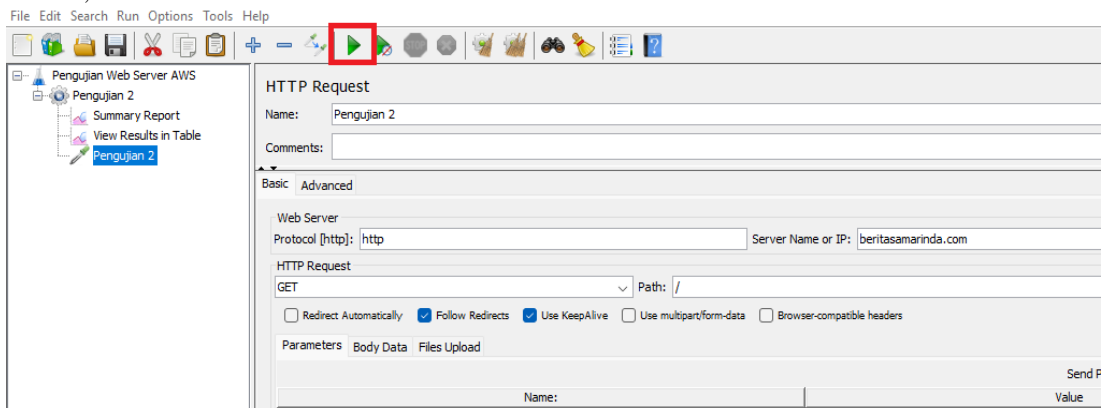 File Edit Search Run Options Tools Help
STOP
?
Pengujian Web Server AWS
Pengujian 2
Summary Report
View Results in Table
Pengujian 2
HTTP Request
Name: Pengujian 2
Comments:
Basic Advanced
Web Server
Protocol [http]: http Server Name or IP: beritasamarinda.com
HTTP Request
GET Path: /
Redirect Automatically Follow Redirects Use KeepAlive Use multipart/form-data Browser-compatible headers
Parameters Body Data Files Upload
Send P
Name: Value